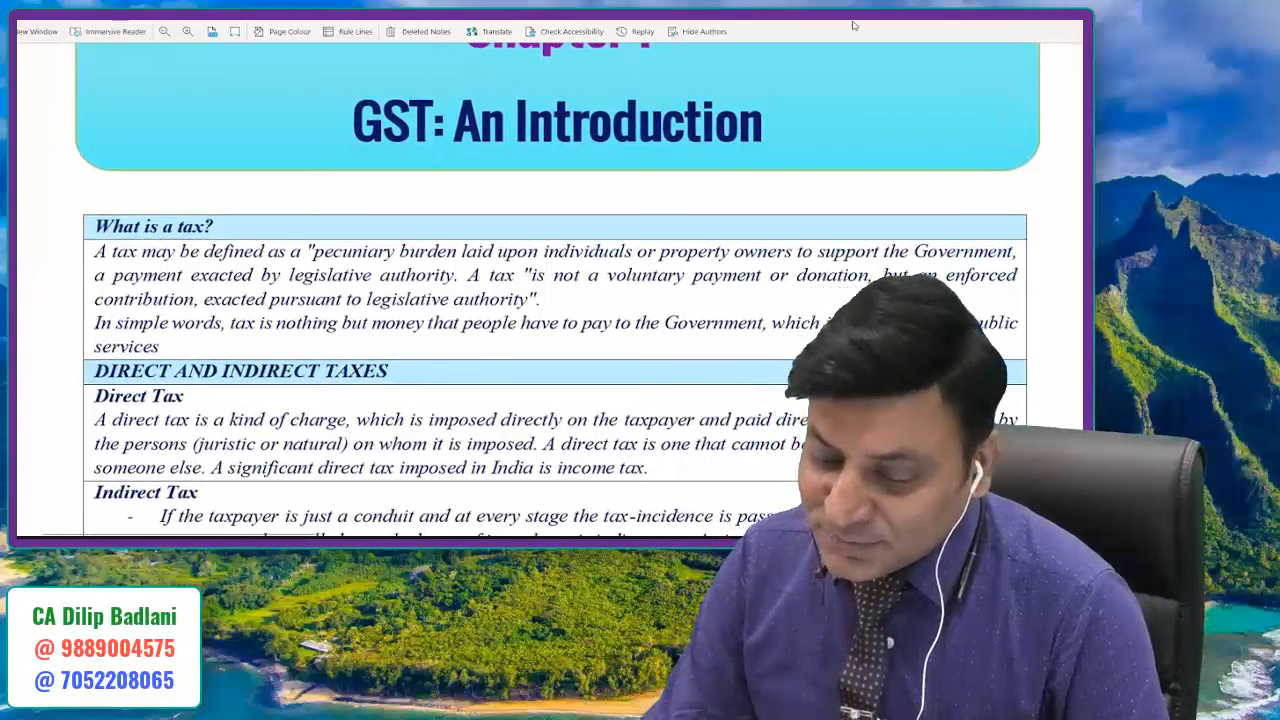 ew Window Immersive Reader Page Colour Rule Lines Deleted Notes Translate Check Accessibility Replay Hide Authors
GST: An Introduction
What is a tax?
A tax may be defined as a "pecuniary burden laid upon individuals or property owners to support the Government,
a payment exacted by legislative authority. A tax "is not a voluntary payment or donation, but an enforced
contribution, exacted pursuant to legislative authority".
In simple words, tax is nothing but money that people have to pay to the Government, which
services
DIRECT AND INDIRECT TAXES
Direct Tax
A direct tax is a kind of charge, which is imposed directly on the taxpayer and paid by
the persons (juristic or natural) on whom it is imposed. A direct tax is one that cannot
someone else. A significant direct tax imposed in India is income tax.
Indirect Tax
- If the taxpayer is just a conduit and at every stage the tax-incidence is
CA Dilip Badlani
@ 9889004575
@ 7052208065